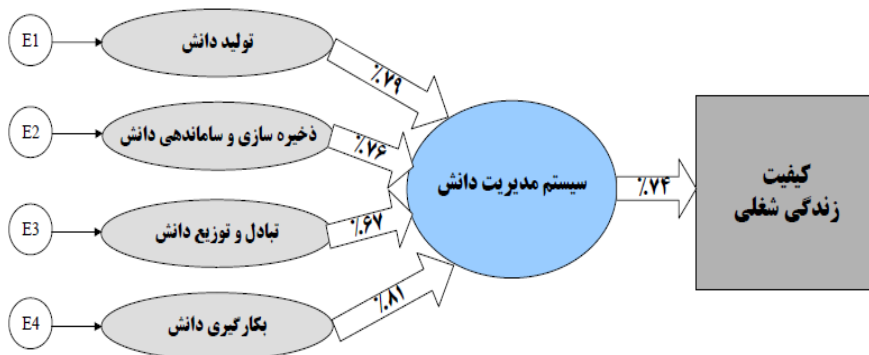 E1
تولید دانش
٪۷۹
E2
ذخیره سازی و ساماندهی دانش
٪۷۶
E3
تبادل و توزیع دانش
٪۶۷
E4
بکارگیری دانش
٪۸۱
سیستم مدیریت دانش
٪۷۴
کیفیت
زندگی شغلی